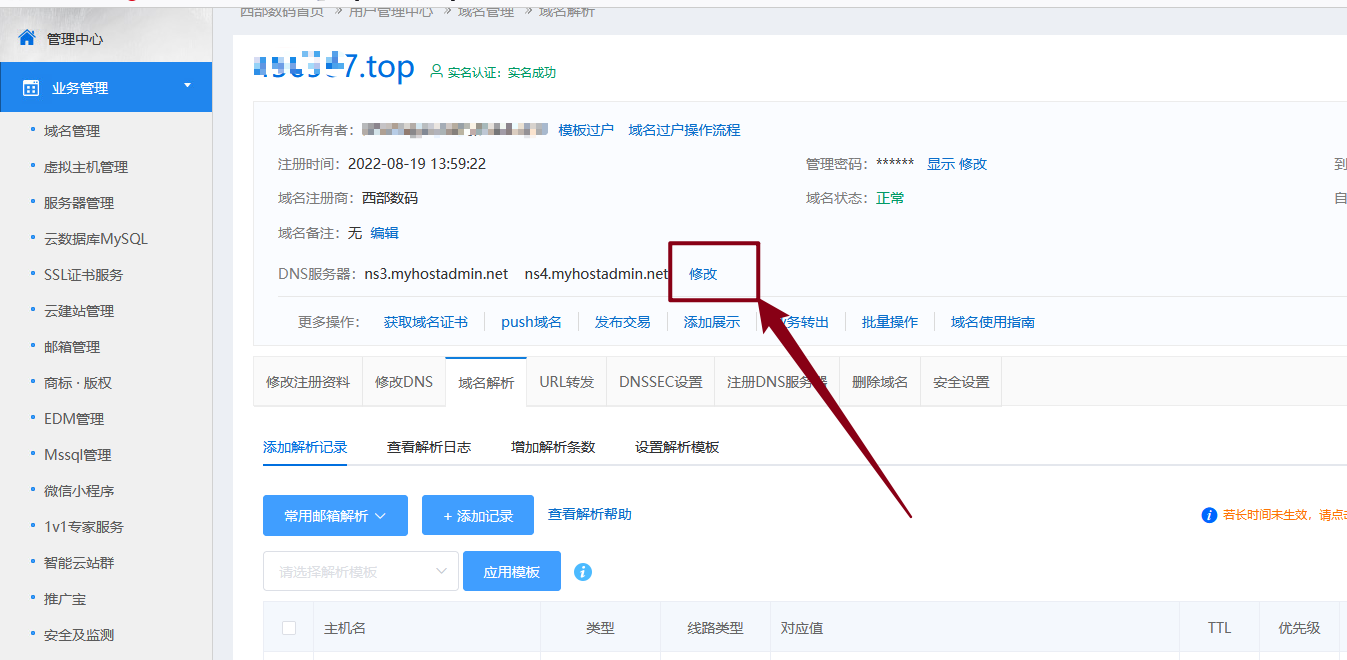 西部数码首页 » 用户管理中心 » 域名管理 » 域名解析
管理中心
业务管理
域名管理
虚拟主机管理
服务器管理
云数据库MySQL
SSL证书服务
云建站管理
邮箱管理
商标 · 版权
EDM管理
Mssql管理
微信小程序
1v1专家服务
智能云站群
推广宝
安全及监测
7.top 实名认证：实名成功
域名所有者： 模板过户 域名过户操作流程
注册时间：2022-08-19 13:59:22 管理密码：****** 显示 修改 到
域名注册商：西部数码 域名状态：正常 自
域名备注：无 编辑
DNS服务器：ns3.myhostadmin.net ns4.myhostadmin.net 修改
更多操作： 获取域名证书 push域名 发布交易 添加展示 务转出 批量操作 域名使用指南
修改注册资料 修改DNS 域名解析 URL转发 DNSSEC设置 注册DNS服务器 删除域名 安全设置
添加解析记录 查看解析日志 增加解析条数 设置解析模板
常用邮箱解析 + 添加记录 查看解析帮助 若长时间未生效，请点击
请选择解析模板 应用模板
主机名 类型 线路类型 对应值 TTL 优先级